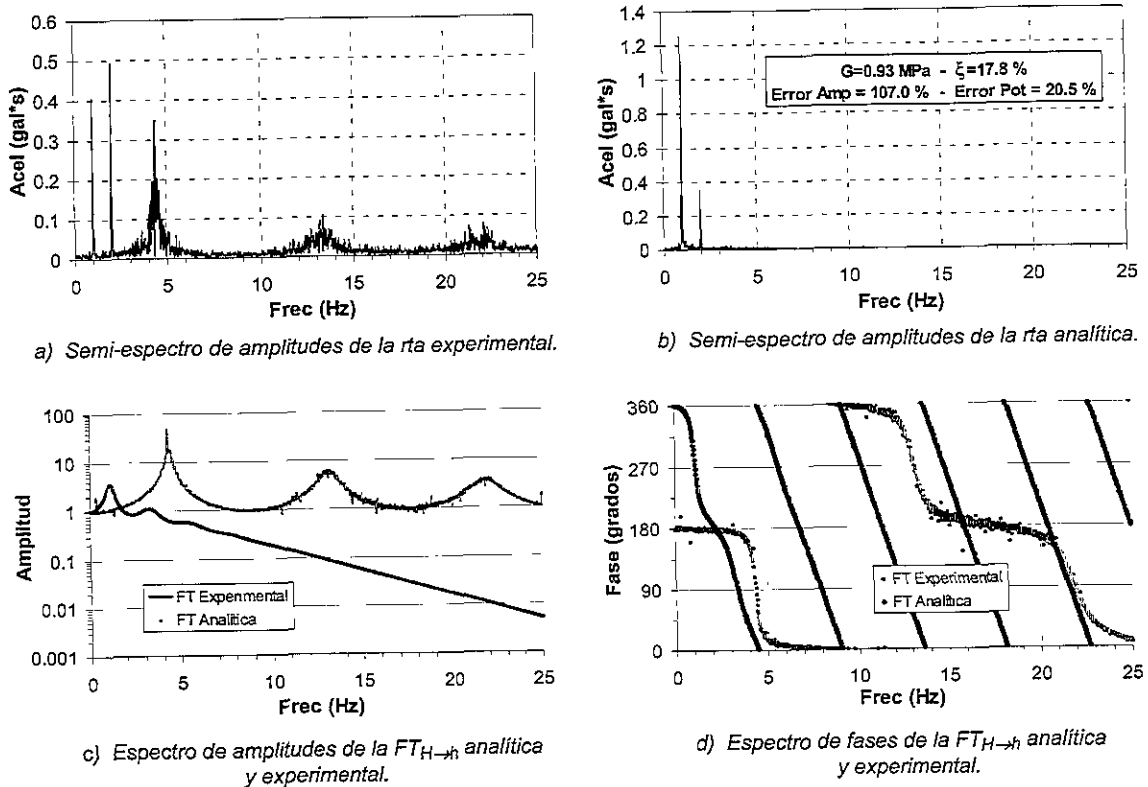 0.6
0.5
0.4
0.3
0.2
0.1
0
Acel (gal*s)
0 5 10 15 20 25
Frec (Hz)
a) Semi-espectro de amplitudes de la rta experimental.
1.4
1.2
1.0
0.8
0.6
0.4
0.2
0
Acel (gal*s)
G=0.93 MPa - ξ=17.8 %
Error Amp = 107.0 % - Error Pot = 20.5 %
0 5 10 15 20 25
Frec (Hz)
b) Semi-espectro de amplitudes de la rta analítica.
100
10
1
0.1
0.01
0.001
Amplitud
FT Experimental
FT Analítica
0 5 10 15 20 25
Frec (Hz)
c) Espectro de amplitudes de la FT_H→h analítica
y experimental.
360
270
180
90
0
Fase (grados)
FT Experimental
FT Analítica
0 5 10 15 20 25
Frec (Hz)
d) Espectro de fases de la FT_H→h analítica
y experimental.